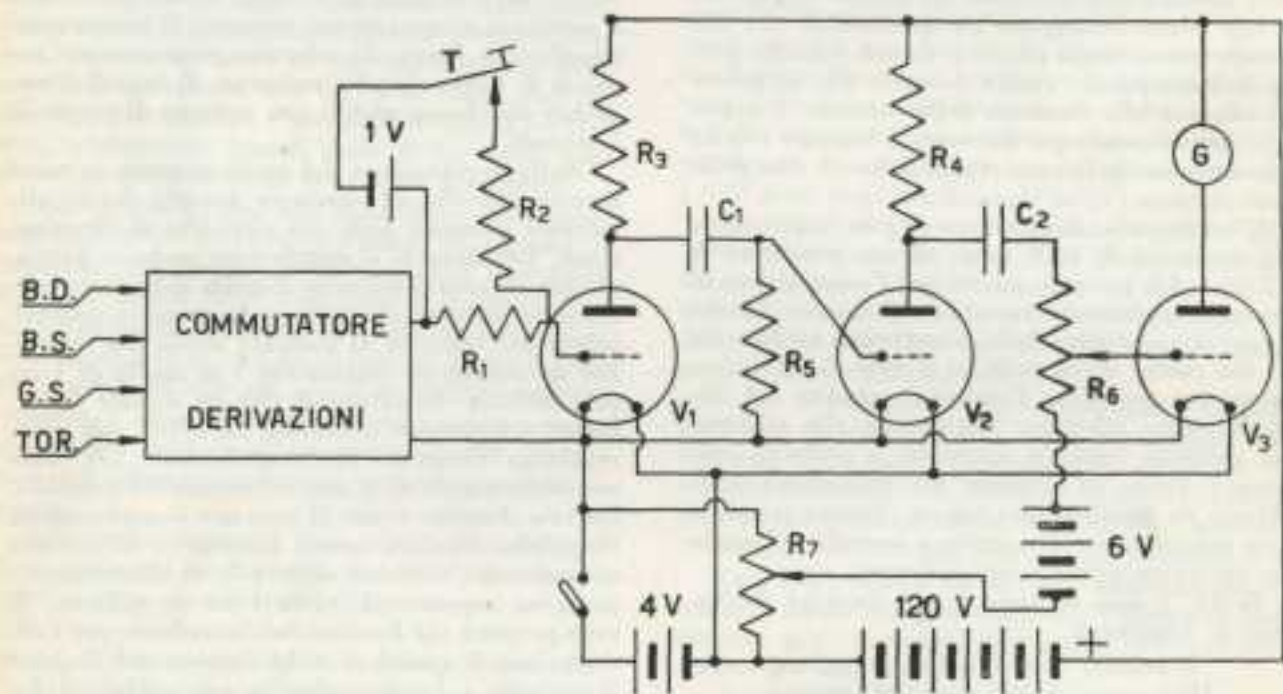 T
1 V
R2
R3
R4
G
C1
C2
B.D.
B.S.
G.S.
TOR.
COMMUTATORE
DERIVAZIONI
R1
R5
R6
V1
V2
V3
R7
6 V
4 V
120 V
+